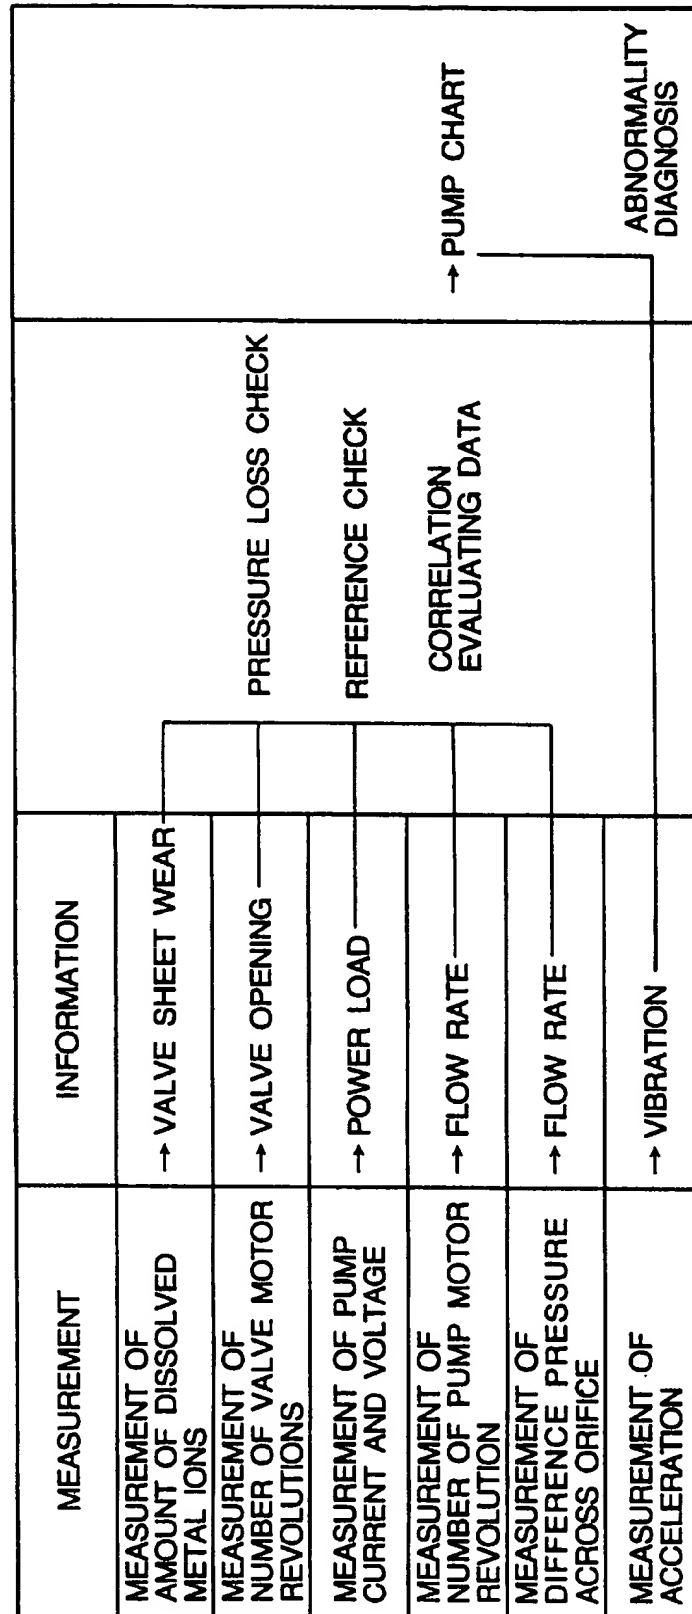 MEASUREMENT
INFORMATION
MEASUREMENT OF
AMOUNT OF DISSOLVED
METAL IONS
→ VALVE SHEET WEAR
MEASUREMENT OF
NUMBER OF VALVE MOTOR
REVOLUTIONS
→ VALVE OPENING
PRESSURE LOSS CHECK
MEASUREMENT OF PUMP
CURRENT AND VOLTAGE
→ POWER LOAD
REFERENCE CHECK
MEASUREMENT OF
NUMBER OF PUMP MOTOR
REVOLUTION
→ FLOW RATE
CORRELATION
EVALUATING DATA
→ PUMP CHART
MEASUREMENT OF
DIFFERENCE PRESSURE
ACROSS ORIFICE
→ FLOW RATE
MEASUREMENT OF
ACCELERATION
→ VIBRATION
ABNORMALITY
DIAGNOSIS